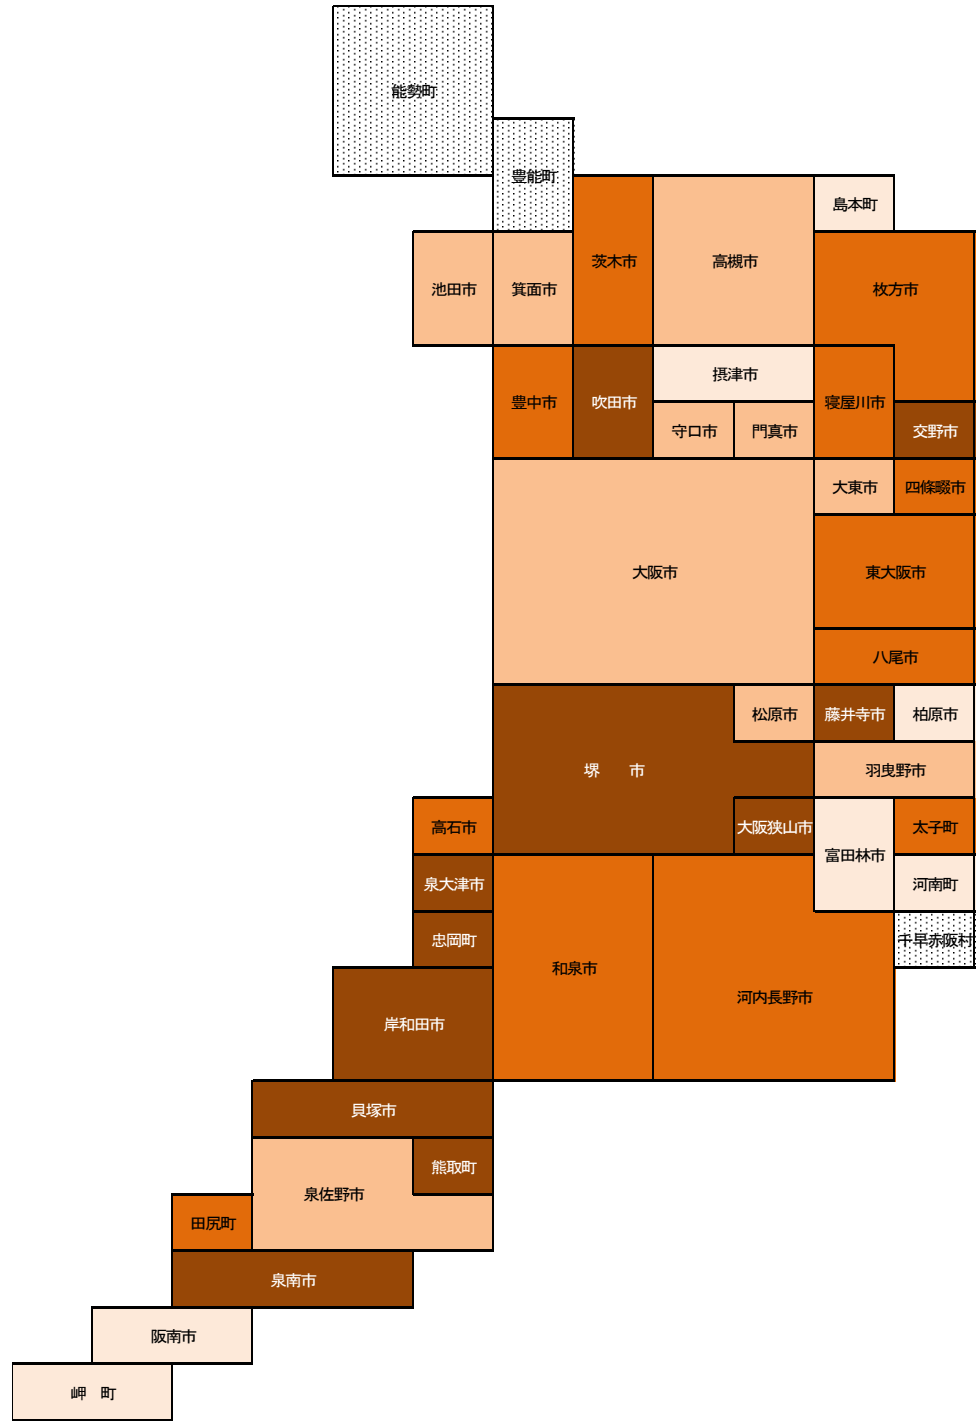 能勢町
豊能町
島本町
茨木市
高槻市
池田市
箕面市
枚方市
摂津市
豊中市
吹田市
寝屋川市
守口市
門真市
交野市
大東市
四條畷市
大阪市
東大阪市
八尾市
松原市
藤井寺市
柏原市
堺　　市
羽曳野市
高石市
大阪狭山市
太子町
富田林市
泉大津市
河南町
忠岡町
千早赤阪村
和泉市
河内長野市
岸和田市
貝塚市
熊取町
泉佐野市
田尻町
泉南市
阪南市
岬　町